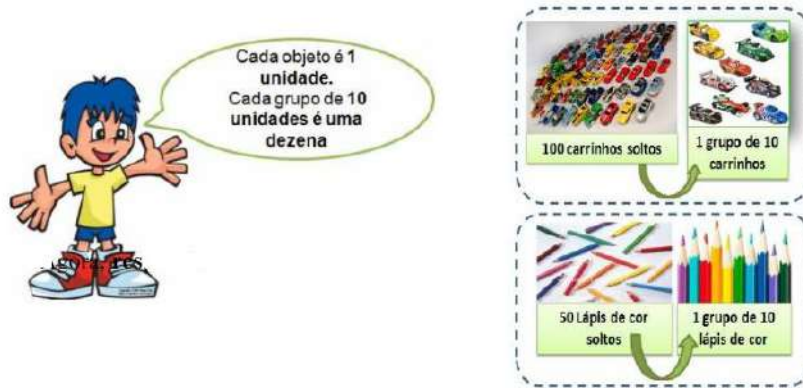 Cada objeto é 1
unidade.
Cada grupo de 10
unidades é uma
dezena
100 carrinhos soltos
1 grupo de 10
carrinhos
50 Lápis de cor
soltos
1 grupo de 10
lápis de cor